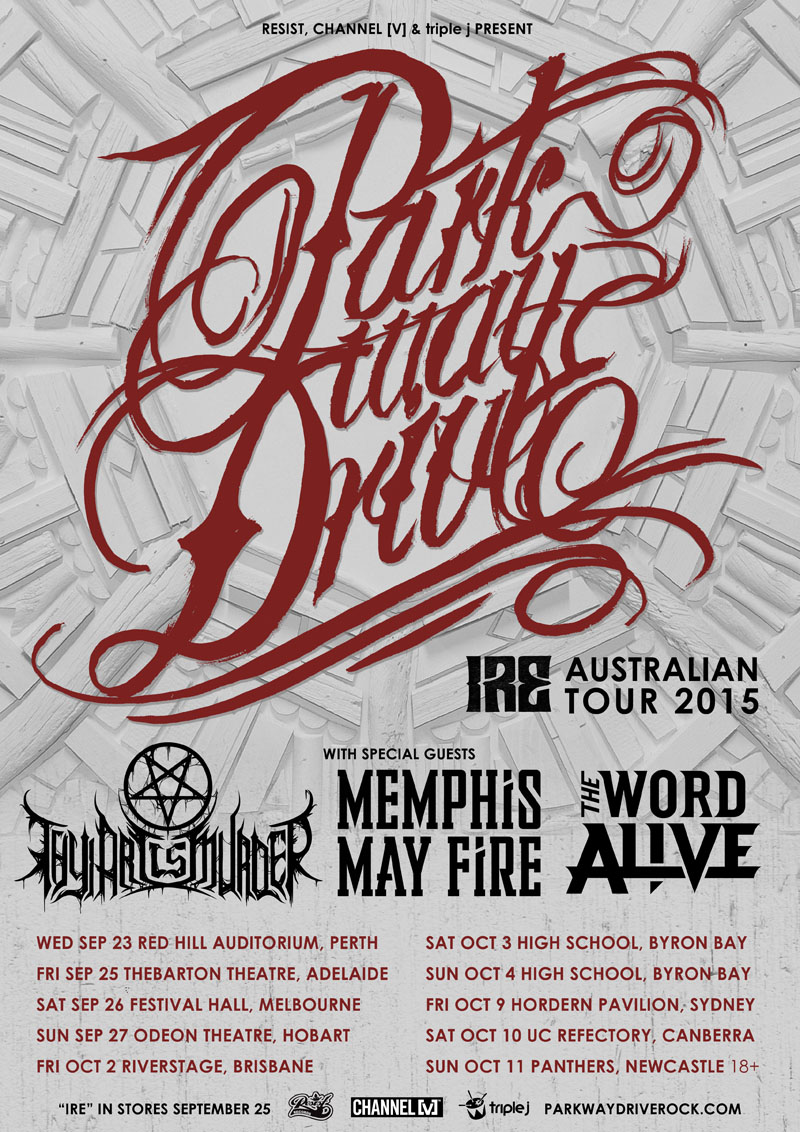 RESIST, CHANNEL [V] & triple j PRESENT
Park
way
Drive
IRE AUSTRALIAN
TOUR 2015
WITH SPECIAL GUESTS
THY ART IS MURDER
MEMPHiS
MAY FiRE
THE WORD
ALIVE
WED SEP 23 RED HILL AUDITORIUM, PERTH
FRI SEP 25 THEBARTON THEATRE, ADELAIDE
SAT SEP 26 FESTIVAL HALL, MELBOURNE
SUN SEP 27 ODEON THEATRE, HOBART
FRI OCT 2 RIVERSTAGE, BRISBANE
SAT OCT 3 HIGH SCHOOL, BYRON BAY
SUN OCT 4 HIGH SCHOOL, BYRON BAY
FRI OCT 9 HORDERN PAVILION, SYDNEY
SAT OCT 10 UC REFECTORY, CANBERRA
SUN OCT 11 PANTHERS, NEWCASTLE 18+
“IRE” IN STORES SEPTEMBER 25 Resist CHANNEL [V] triple j PARKWAYDRIVEROCK.COM